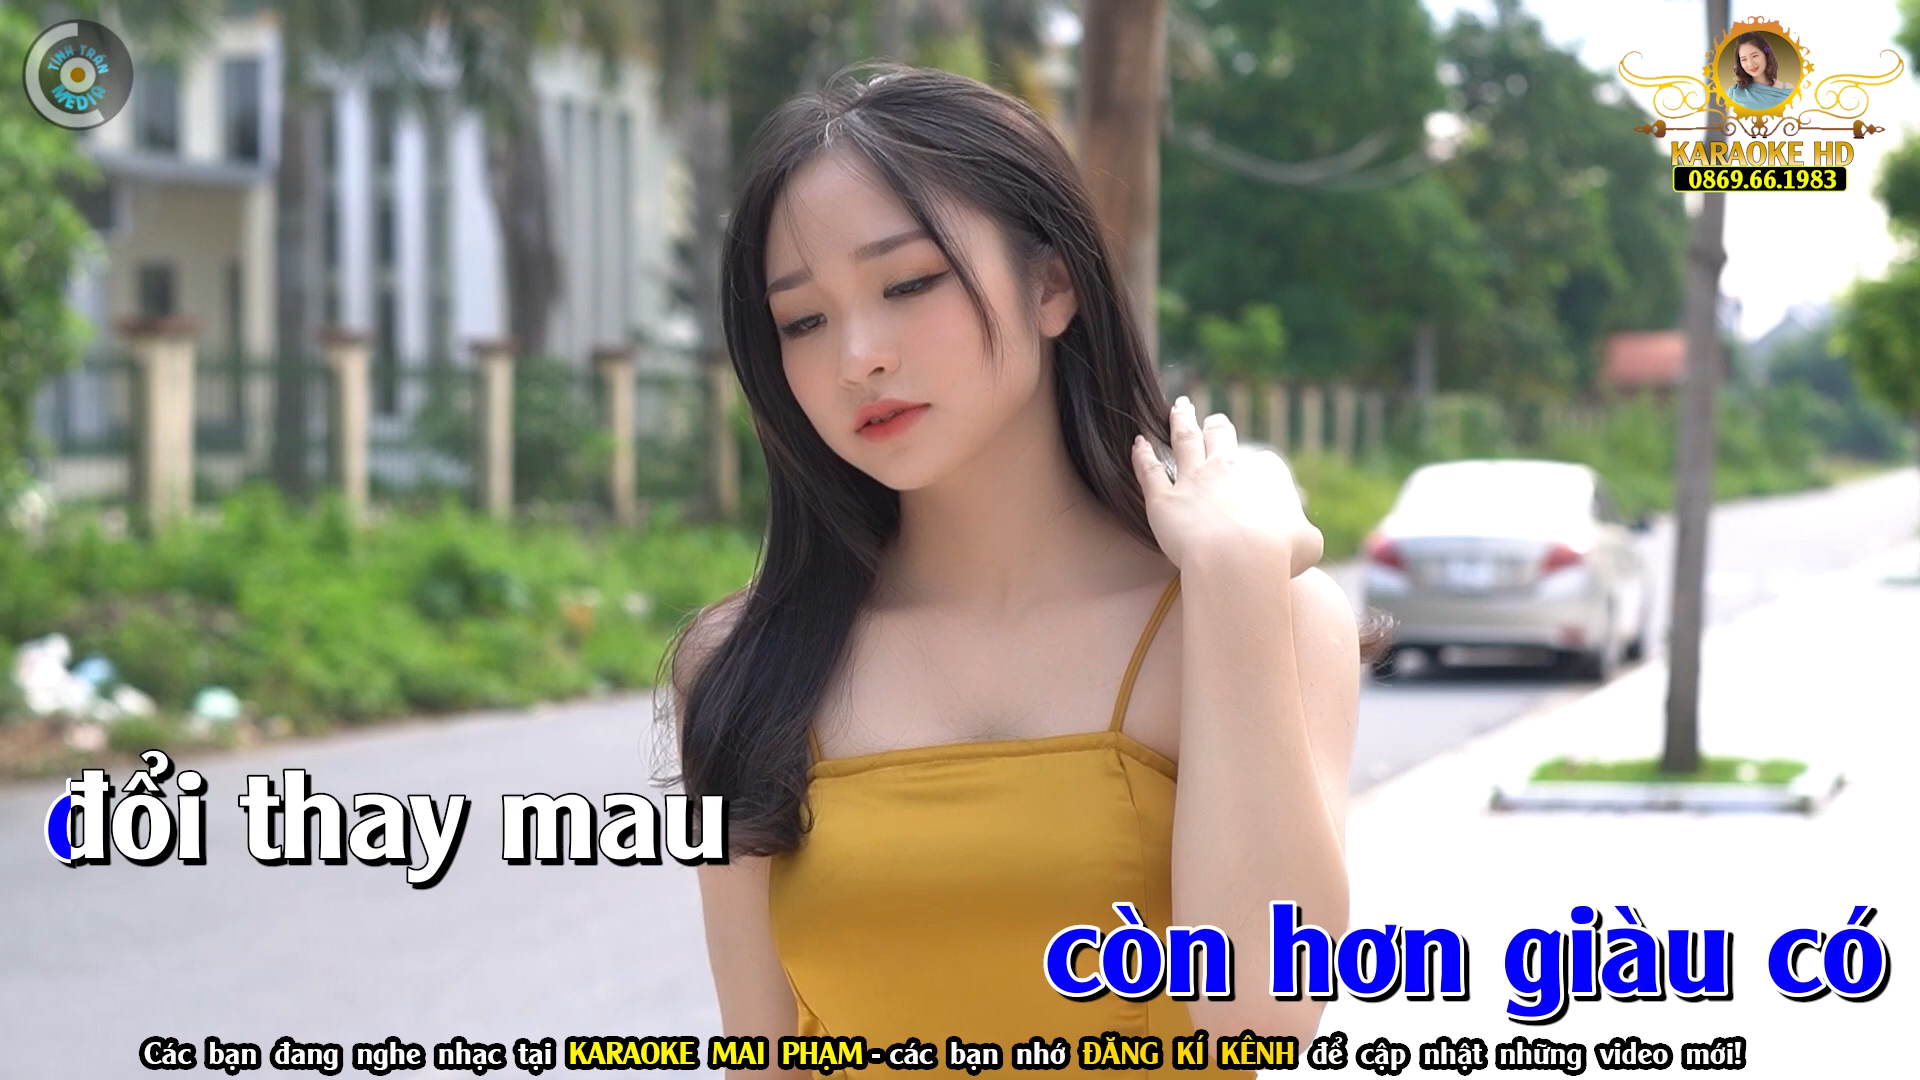 TÌNH TRẦN
MEDIA
KARAOKE HD
0869.66.1983
đổi thay mau
còn hơn giàu có
Các bạn đang nghe nhạc tại KARAOKE MAI PHẠM - các bạn nhớ ĐĂNG KÍ KÊNH để cập nhật những video mới!